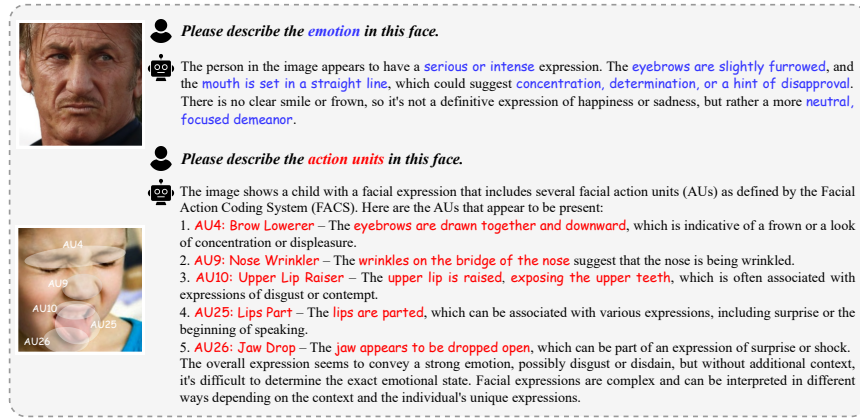 Please describe the emotion in this face.
The person in the image appears to have a serious or intense expression. The eyebrows are slightly furrowed, and
the mouth is set in a straight line, which could suggest concentration, determination, or a hint of disapproval.
There is no clear smile or frown, so it's not a definitive expression of happiness or sadness, but rather a more neutral,
focused demeanor.
Please describe the action units in this face.
The image shows a child with a facial expression that includes several facial action units (AUs) as defined by the Facial
Action Coding System (FACS). Here are the AUs that appear to be present:
1. AU4: Brow Lowerer – The eyebrows are drawn together and downward, which is indicative of a frown or a look
of concentration or displeasure.
2. AU9: Nose Wrinkler – The wrinkles on the bridge of the nose suggest that the nose is being wrinkled.
3. AU10: Upper Lip Raiser – The upper lip is raised, exposing the upper teeth, which is often associated with
expressions of disgust or contempt.
4. AU25: Lips Part – The lips are parted, which can be associated with various expressions, including surprise or the
beginning of speaking.
5. AU26: Jaw Drop – The jaw appears to be dropped open, which can be part of an expression of surprise or shock.
The overall expression seems to convey a strong emotion, possibly disgust or disdain, but without additional context,
it's difficult to determine the exact emotional state. Facial expressions are complex and can be interpreted in different
ways depending on the context and the individual's unique expressions.
AU4
AU9
AU10
AU25
AU26